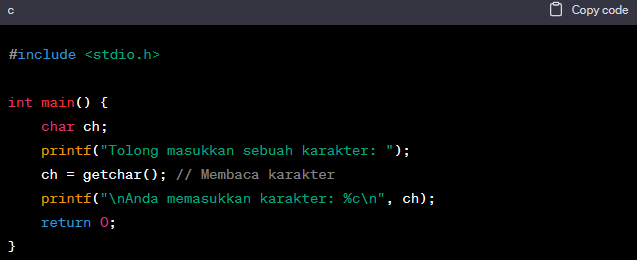 c
Copy code
#include <stdio.h>
int main() {
    char ch;
    printf("Tolong masukkan sebuah karakter: ");
    ch = getchar(); // Membaca karakter
    printf("\nAnda memasukkan karakter: %c\n", ch);
    return 0;
}